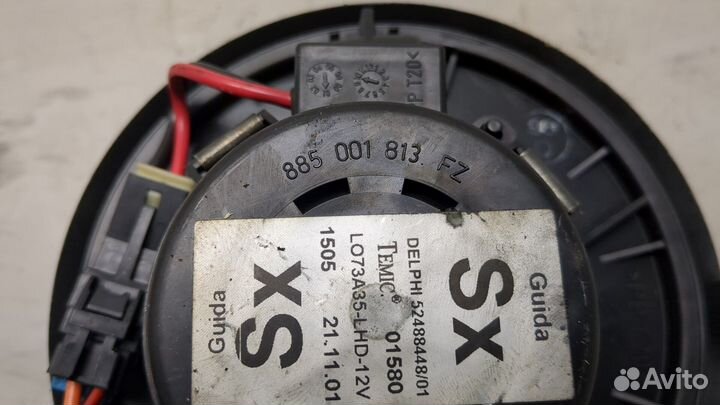 P T20<
885 001 813 FZ
Guida
Sx
DELPHI 52488448/01
TEMIC.® 01580
LO73A35-LHD-12V
1505 21.11.01
Sx
Guida
Avito